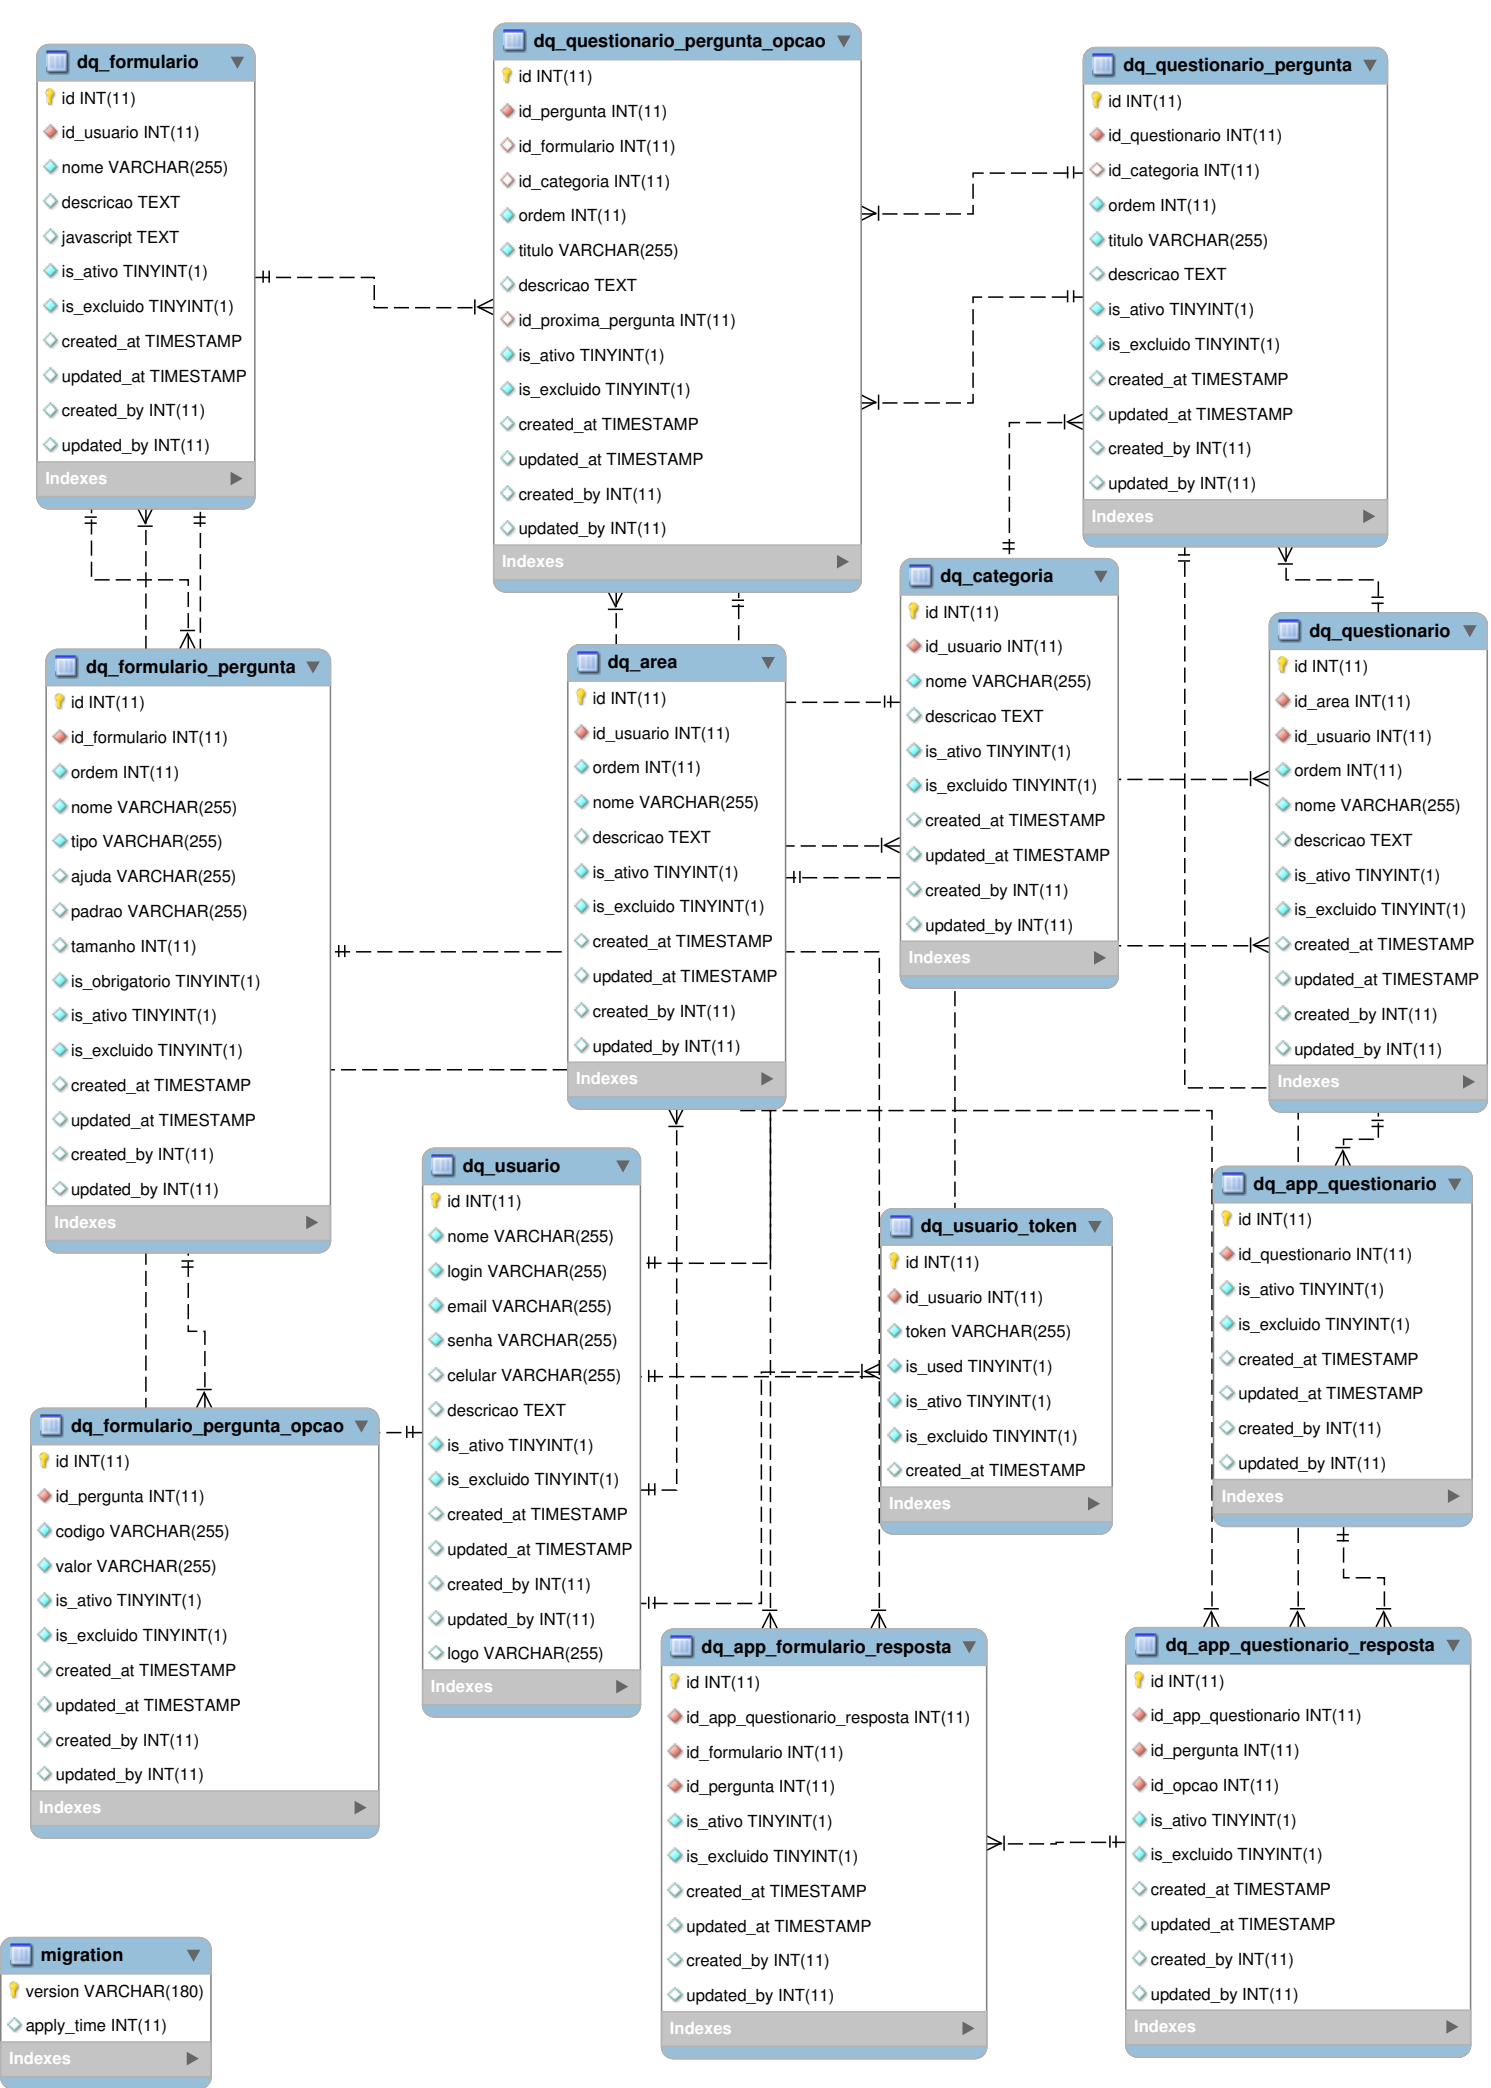 dq_formulario
id INT(11)
id_usuario INT(11)
nome VARCHAR(255)
descricao TEXT
javascript TEXT
is_ativo TINYINT(1)
is_excluido TINYINT(1)
created_at TIMESTAMP
updated_at TIMESTAMP
created_by INT(11)
updated_by INT(11)
Indexes
dq_questionario_pergunta_opcao
id INT(11)
id_pergunta INT(11)
id_formulario INT(11)
id_categoria INT(11)
ordem INT(11)
titulo VARCHAR(255)
descricao TEXT
id_proxima_pergunta INT(11)
is_ativo TINYINT(1)
is_excluido TINYINT(1)
created_at TIMESTAMP
updated_at TIMESTAMP
created_by INT(11)
updated_by INT(11)
Indexes
dq_questionario_pergunta
id INT(11)
id_questionario INT(11)
id_categoria INT(11)
ordem INT(11)
titulo VARCHAR(255)
descricao TEXT
is_ativo TINYINT(1)
is_excluido TINYINT(1)
created_at TIMESTAMP
updated_at TIMESTAMP
created_by INT(11)
updated_by INT(11)
Indexes
dq_formulario_pergunta
id INT(11)
id_formulario INT(11)
ordem INT(11)
nome VARCHAR(255)
tipo VARCHAR(255)
ajuda VARCHAR(255)
padrao VARCHAR(255)
tamanho INT(11)
is_obrigatorio TINYINT(1)
is_ativo TINYINT(1)
is_excluido TINYINT(1)
created_at TIMESTAMP
updated_at TIMESTAMP
created_by INT(11)
updated_by INT(11)
Indexes
dq_area
id INT(11)
id_usuario INT(11)
ordem INT(11)
nome VARCHAR(255)
descricao TEXT
is_ativo TINYINT(1)
is_excluido TINYINT(1)
created_at TIMESTAMP
updated_at TIMESTAMP
created_by INT(11)
updated_by INT(11)
Indexes
dq_categoria
id INT(11)
id_usuario INT(11)
nome VARCHAR(255)
descricao TEXT
is_ativo TINYINT(1)
is_excluido TINYINT(1)
created_at TIMESTAMP
updated_at TIMESTAMP
created_by INT(11)
updated_by INT(11)
Indexes
dq_questionario
id INT(11)
id_area INT(11)
id_usuario INT(11)
ordem INT(11)
nome VARCHAR(255)
descricao TEXT
is_ativo TINYINT(1)
is_excluido TINYINT(1)
created_at TIMESTAMP
updated_at TIMESTAMP
created_by INT(11)
updated_by INT(11)
Indexes
dq_usuario
id INT(11)
nome VARCHAR(255)
login VARCHAR(255)
email VARCHAR(255)
senha VARCHAR(255)
celular VARCHAR(255)
descricao TEXT
is_ativo TINYINT(1)
is_excluido TINYINT(1)
created_at TIMESTAMP
updated_at TIMESTAMP
created_by INT(11)
updated_by INT(11)
logo VARCHAR(255)
Indexes
dq_usuario_token
id INT(11)
id_usuario INT(11)
token VARCHAR(255)
is_used TINYINT(1)
is_ativo TINYINT(1)
is_excluido TINYINT(1)
created_at TIMESTAMP
Indexes
dq_app_questionario
id INT(11)
id_questionario INT(11)
is_ativo TINYINT(1)
is_excluido TINYINT(1)
created_at TIMESTAMP
updated_at TIMESTAMP
created_by INT(11)
updated_by INT(11)
Indexes
dq_formulario_pergunta_opcao
id INT(11)
id_pergunta INT(11)
codigo VARCHAR(255)
valor VARCHAR(255)
is_ativo TINYINT(1)
is_excluido TINYINT(1)
created_at TIMESTAMP
updated_at TIMESTAMP
created_by INT(11)
updated_by INT(11)
Indexes
dq_app_formulario_resposta
id INT(11)
id_app_questionario_resposta INT(11)
id_formulario INT(11)
id_pergunta INT(11)
is_ativo TINYINT(1)
is_excluido TINYINT(1)
created_at TIMESTAMP
updated_at TIMESTAMP
created_by INT(11)
updated_by INT(11)
Indexes
dq_app_questionario_resposta
id INT(11)
id_app_questionario INT(11)
id_pergunta INT(11)
id_opcao INT(11)
is_ativo TINYINT(1)
is_excluido TINYINT(1)
created_at TIMESTAMP
updated_at TIMESTAMP
created_by INT(11)
updated_by INT(11)
Indexes
migration
version VARCHAR(180)
apply_time INT(11)
Indexes